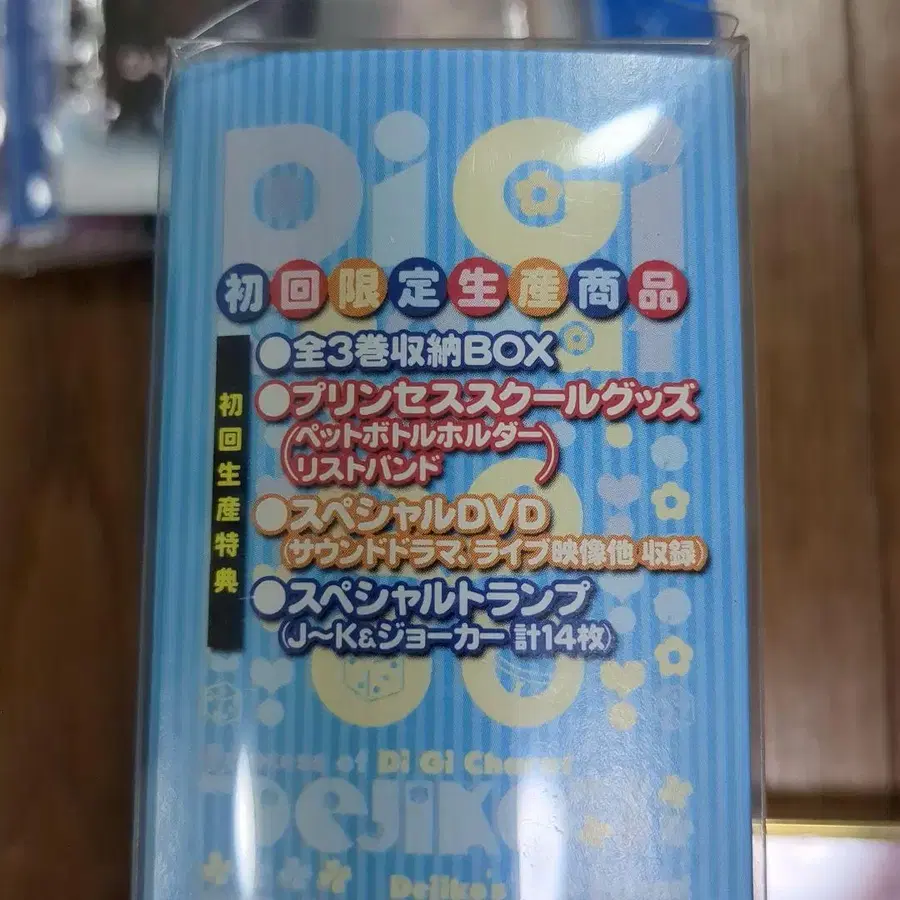 Di Gi
初回限定生産商品
初回生産特典
●全3巻収納BOX
●プリンセススクールグッズ
(ペットボトルホルダー
リストバンド)
●スペシャルDVD
(サウンドドラマ、ライブ映像他 収録)
●スペシャルトランプ
(J〜K&ジョーカー 計14枚)
of Di Gi Charat
Dejiko
Dejiko's